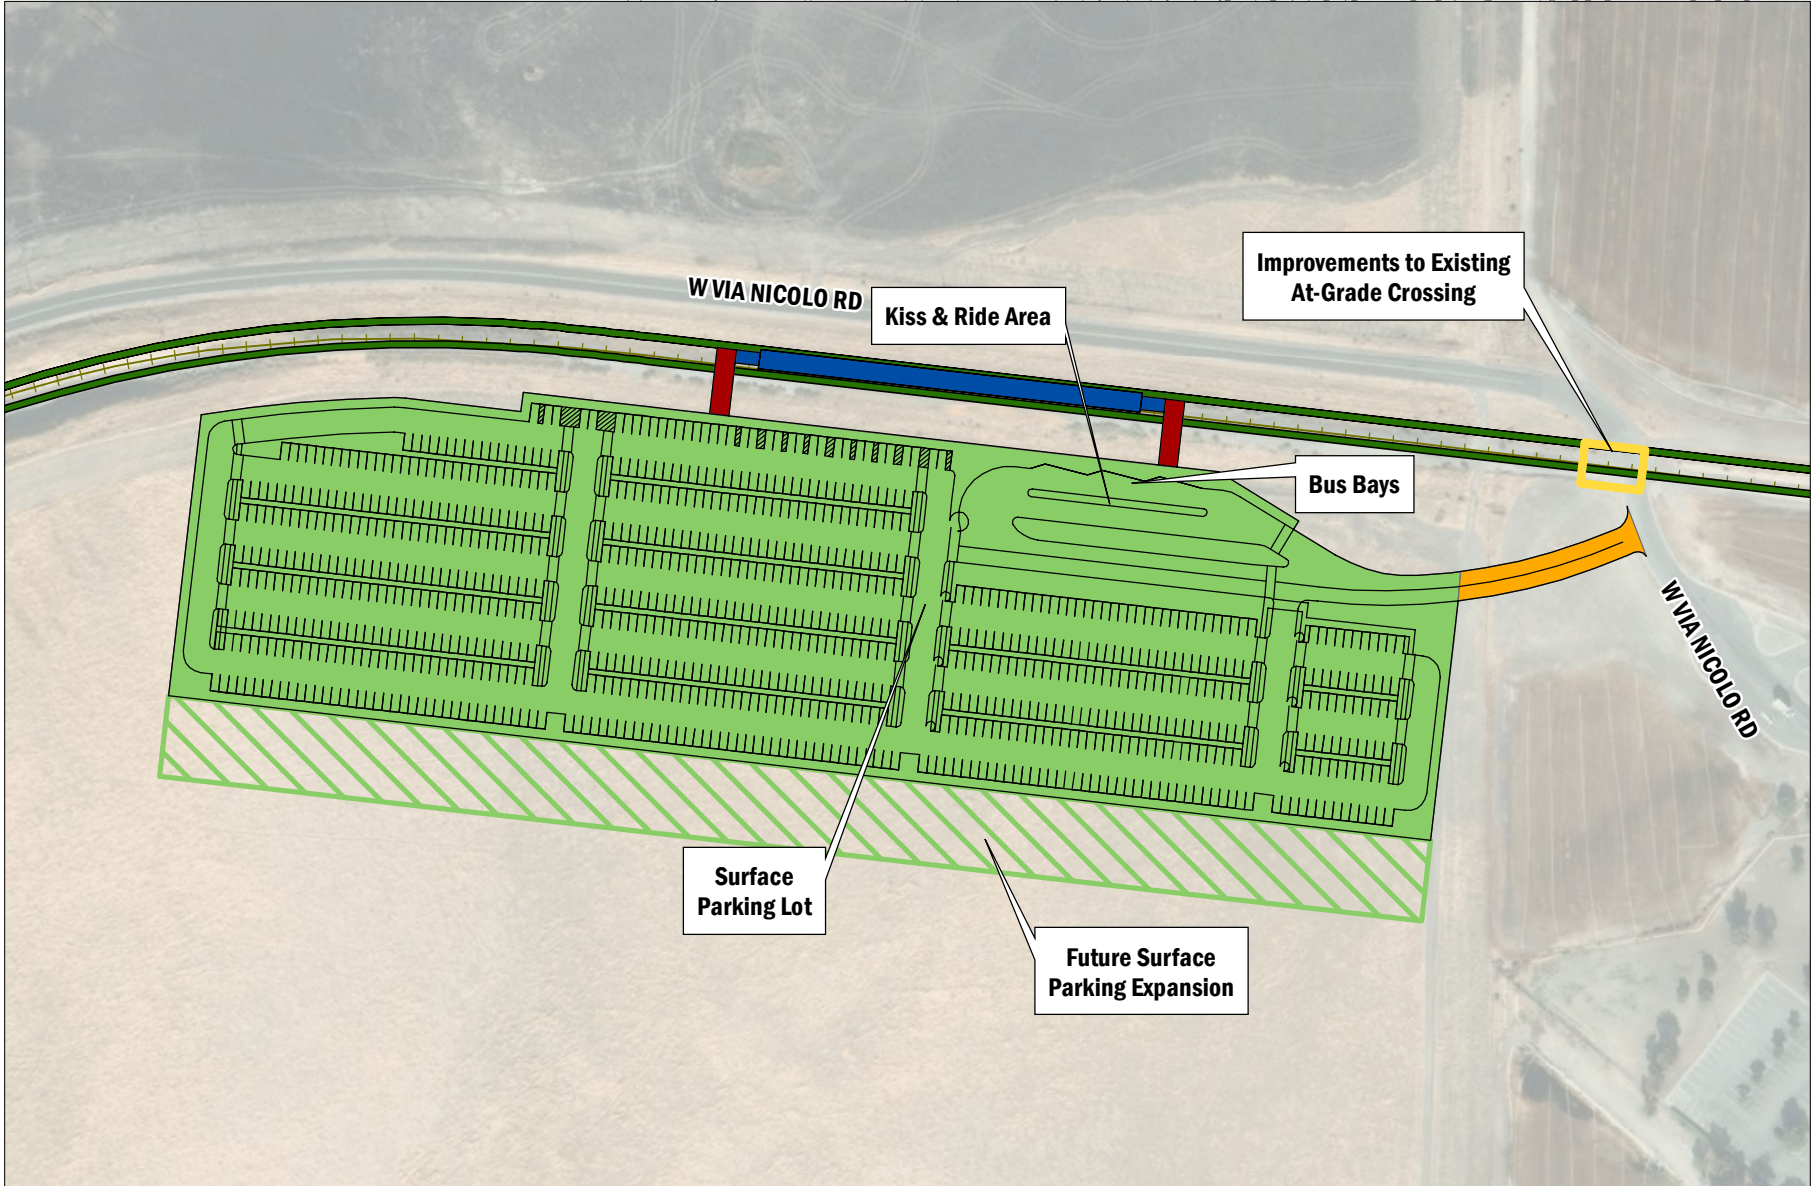 Improvements to Existing
At-Grade Crossing
W VIA NICOLO RD
Kiss & Ride Area
Bus Bays
W VIA NICOLO RD
Surface
Parking Lot
Future Surface
Parking Expansion